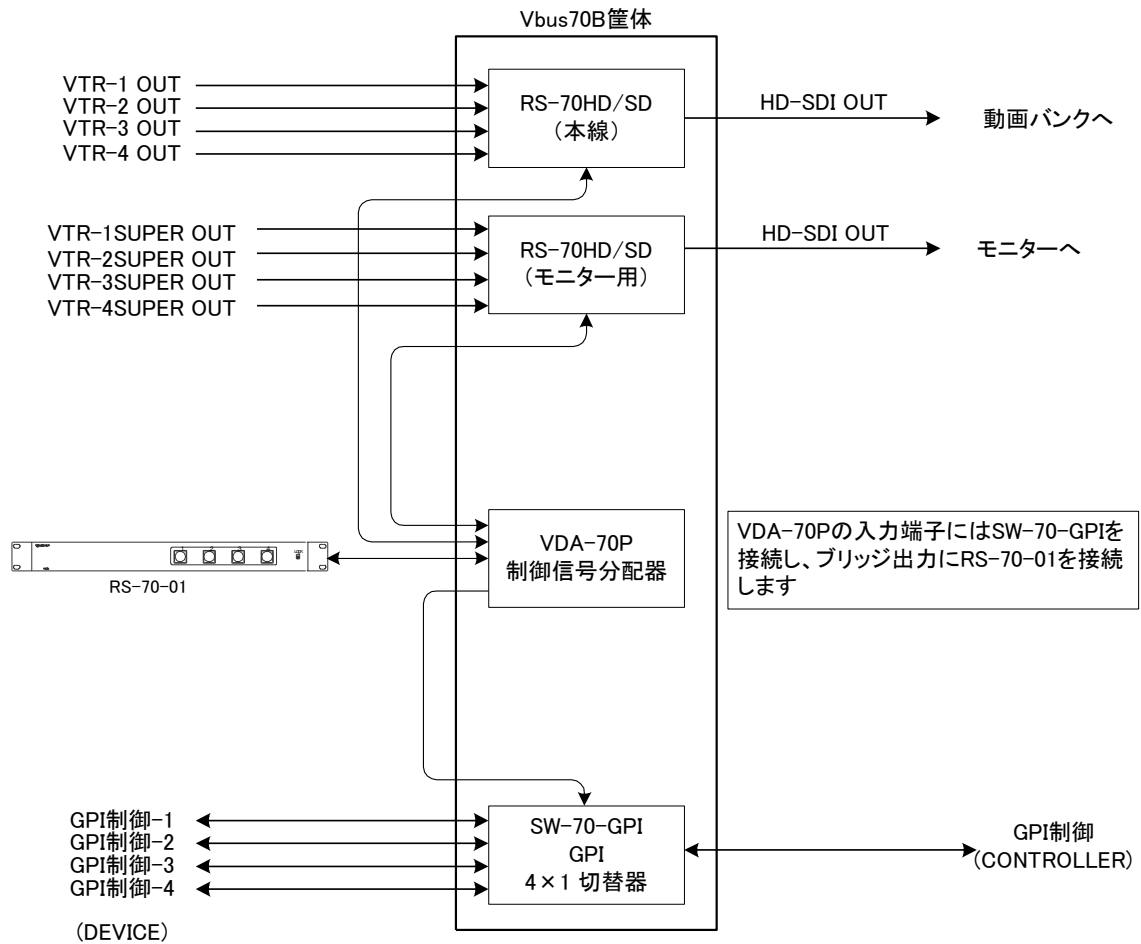 Vbus70B筐体
VTR-1 OUT
VTR-2 OUT
VTR-3 OUT
VTR-4 OUT
RS-70HD/SD
(本線)
HD-SDI OUT
動画バンクへ
VTR-1SUPER OUT
VTR-2SUPER OUT
VTR-3SUPER OUT
VTR-4SUPER OUT
RS-70HD/SD
(モニター用)
HD-SDI OUT
モニターへ
RS-70-01
VDA-70P
制御信号分配器
VDA-70Pの入力端子にはSW-70-GPIを
接続し、ブリッジ出力にRS-70-01を接続
します
GPI制御-1
GPI制御-2
GPI制御-3
GPI制御-4
(DEVICE)
SW-70-GPI
GPI
4×1 切替器
GPI制御
(CONTROLLER)